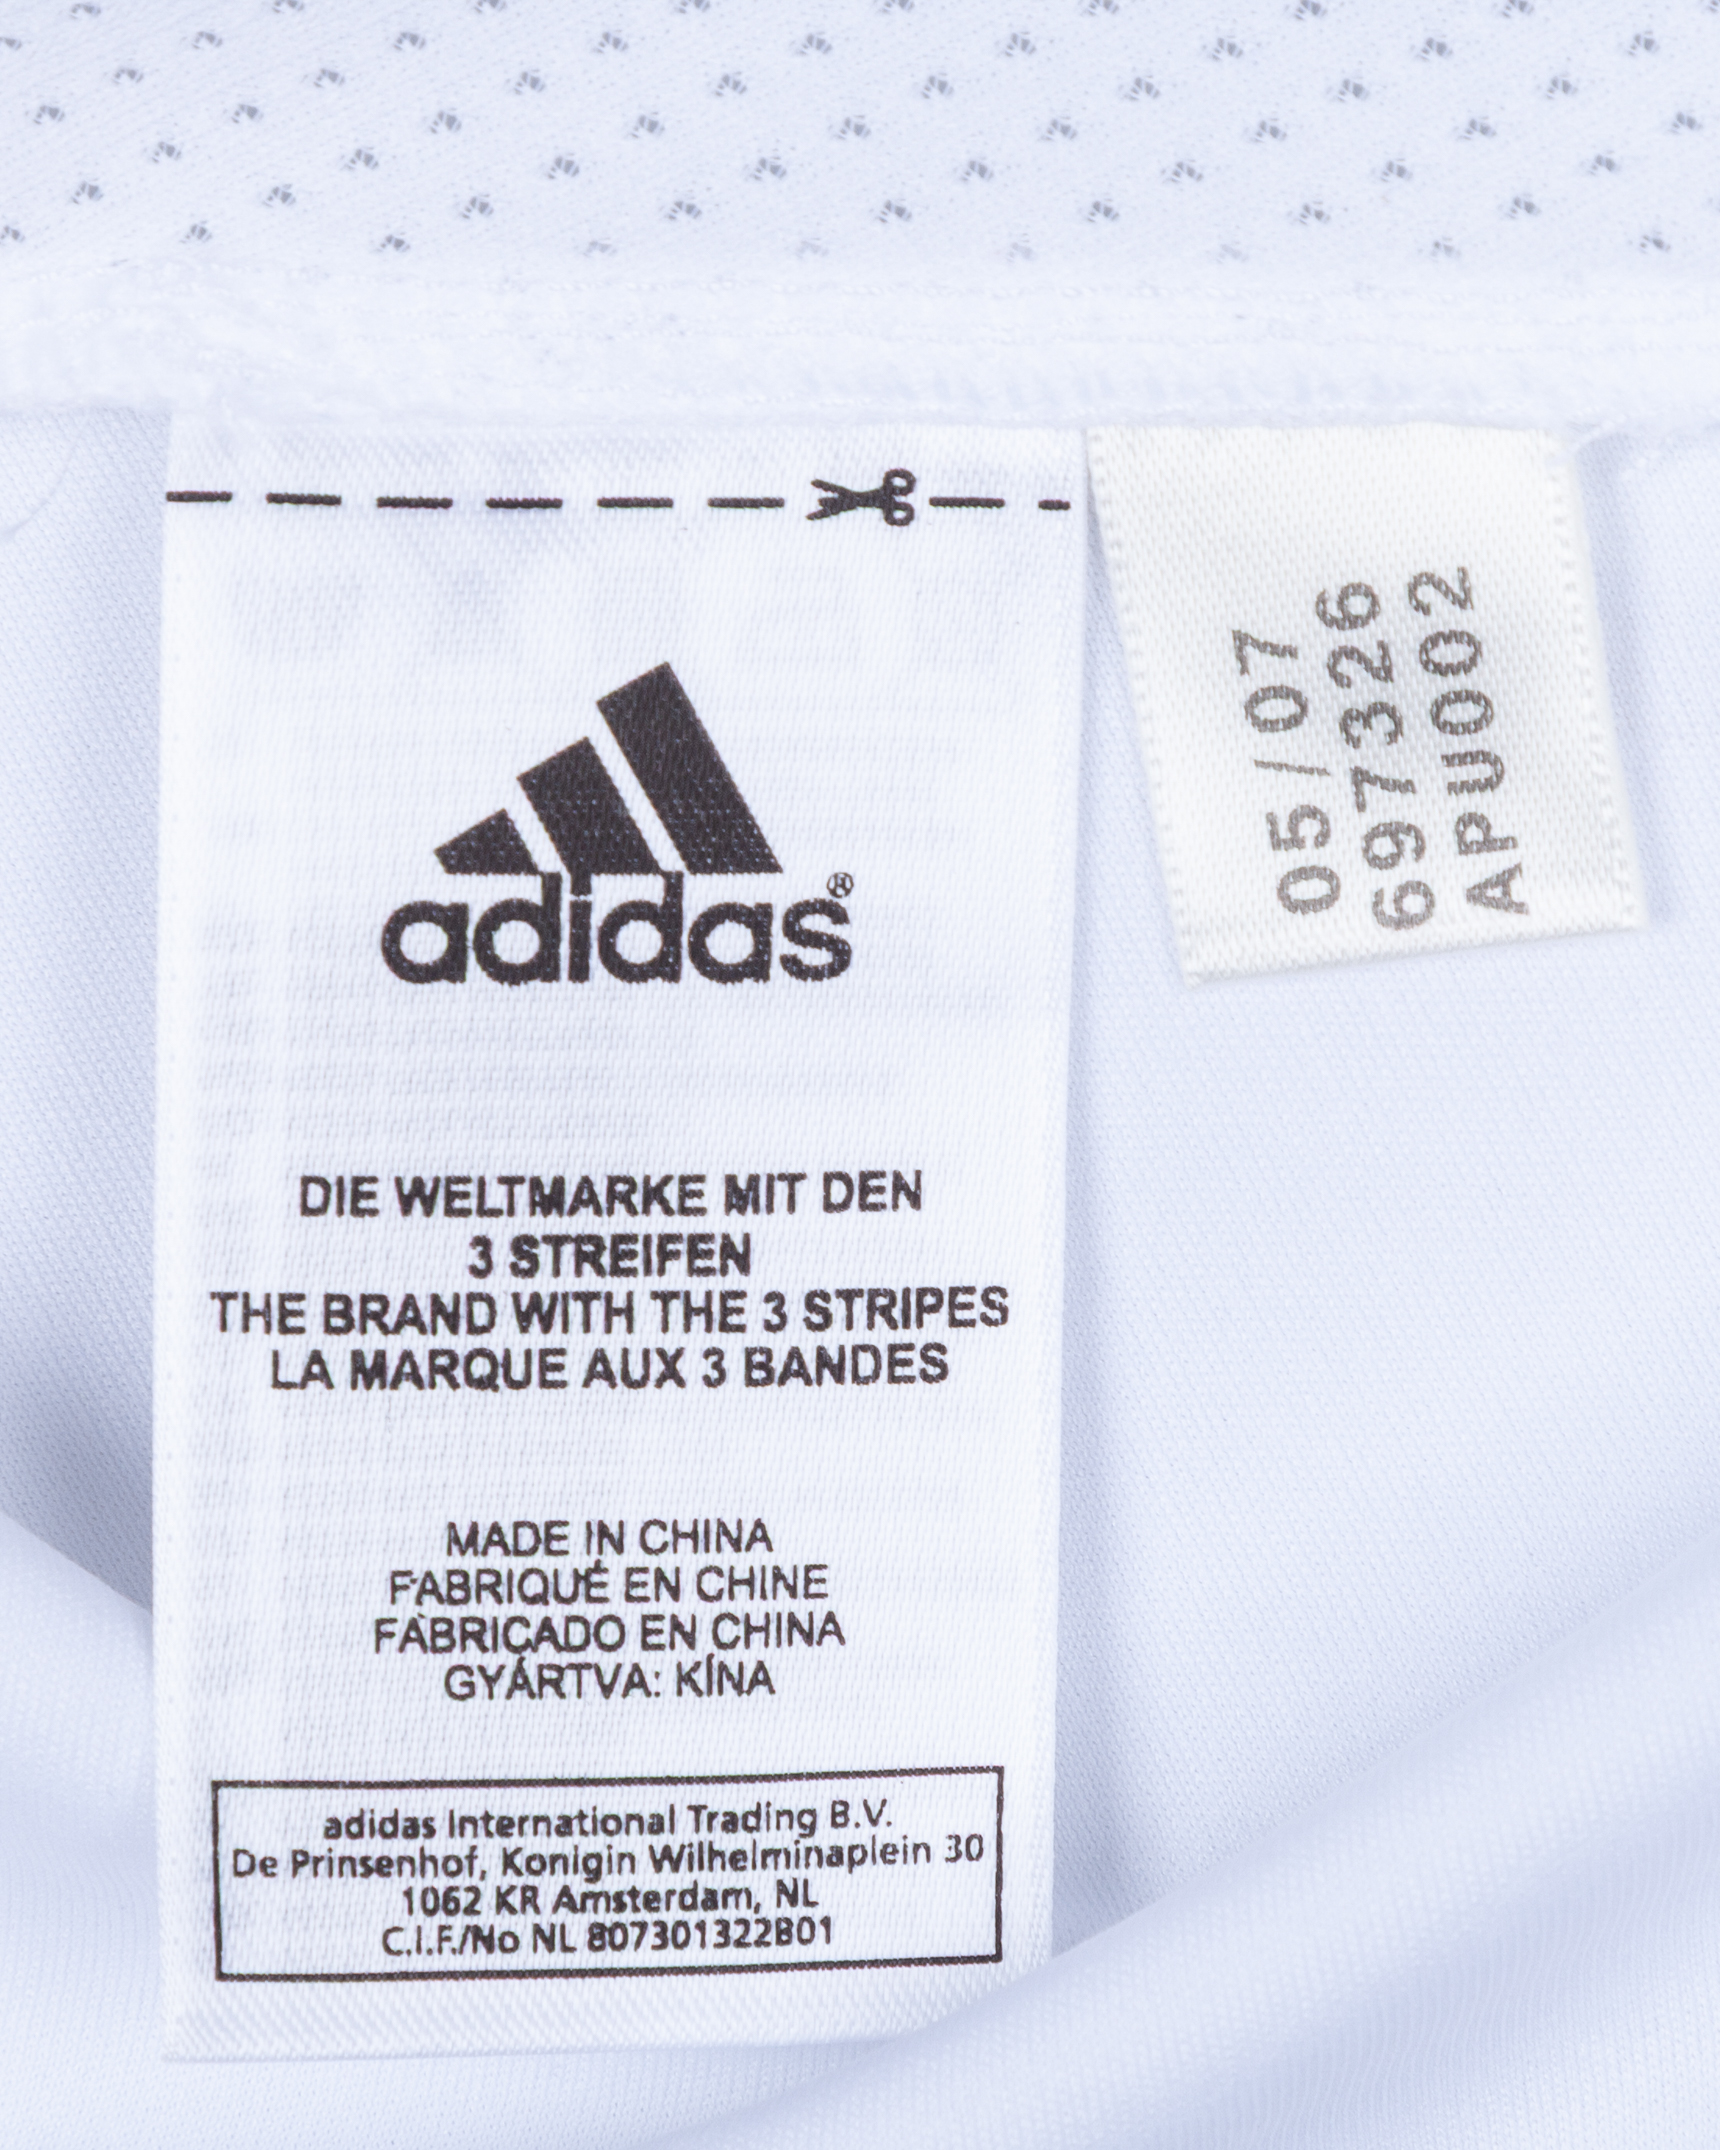 adidas®
DIE WELTMARKE MIT DEN
3 STREIFEN
THE BRAND WITH THE 3 STRIPES
LA MARQUE AUX 3 BANDES
MADE IN CHINA
FABRIQUÉ EN CHINE
FABRICADO EN CHINA
GYÁRTVA: KÍNA
adidas International Trading B.V.
De Prinsenhof, Konigin Wilhelminaplein 30
1062 KR Amsterdam, NL
C.I.F./No NL 807301322B01
05/07
697326
APU002